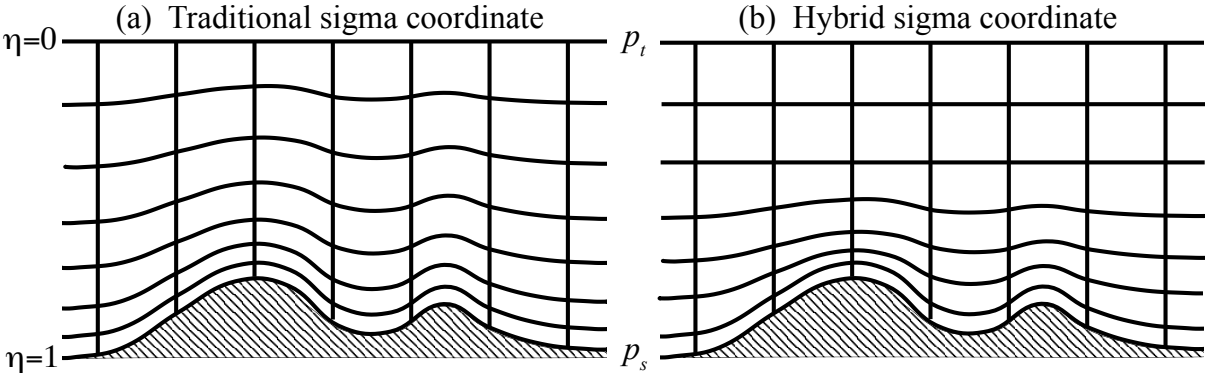 (a) Traditional sigma coordinate
(b) Hybrid sigma coordinate
η=0
p_t
η=1
p_s